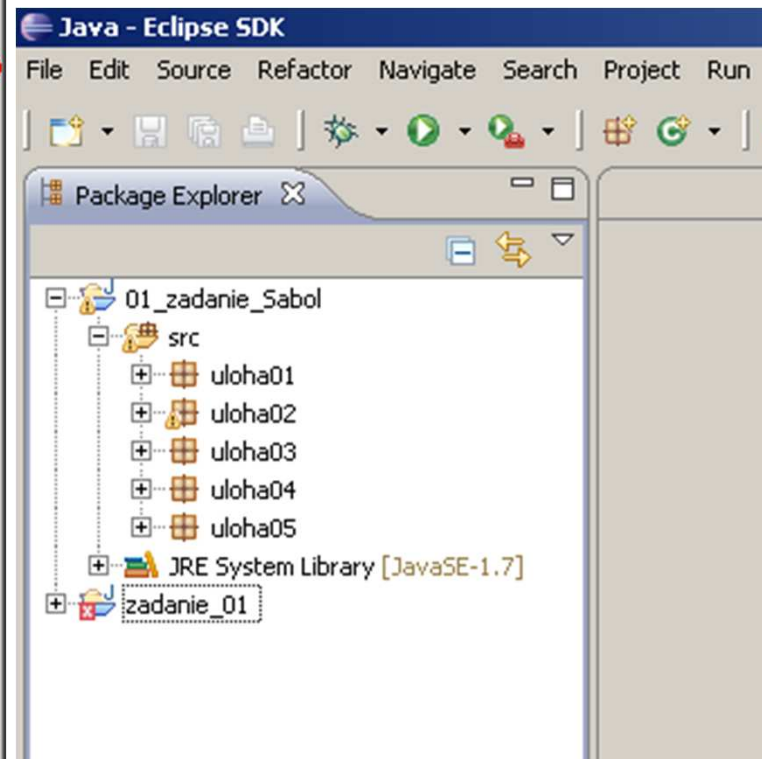 Java - Eclipse SDK
File Edit Source Refactor Navigate Search Project Run
Package Explorer
01_zadanie_Sabol
src
uloha01
uloha02
uloha03
uloha04
uloha05
JRE System Library [JavaSE-1.7]
zadanie_01